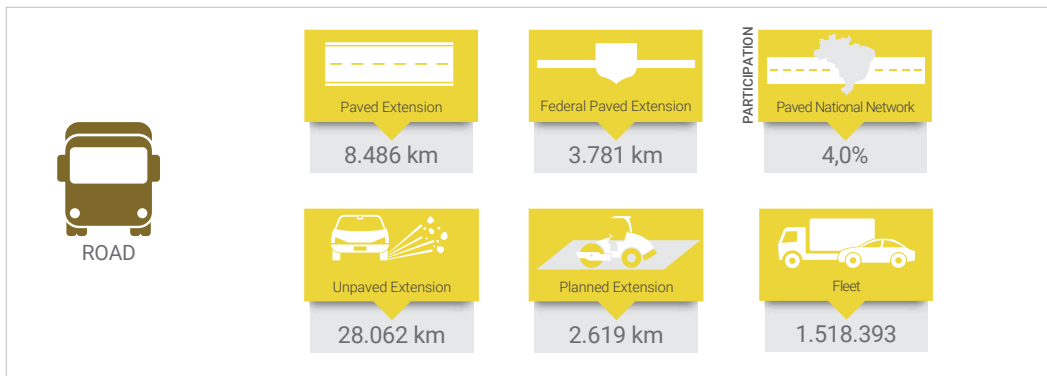 ROAD
Paved Extension
8.486 km
Federal Paved Extension
3.781 km
PARTICIPATION
Paved National Network
4,0%
Unpaved Extension
28.062 km
Planned Extension
2.619 km
Fleet
1.518.393